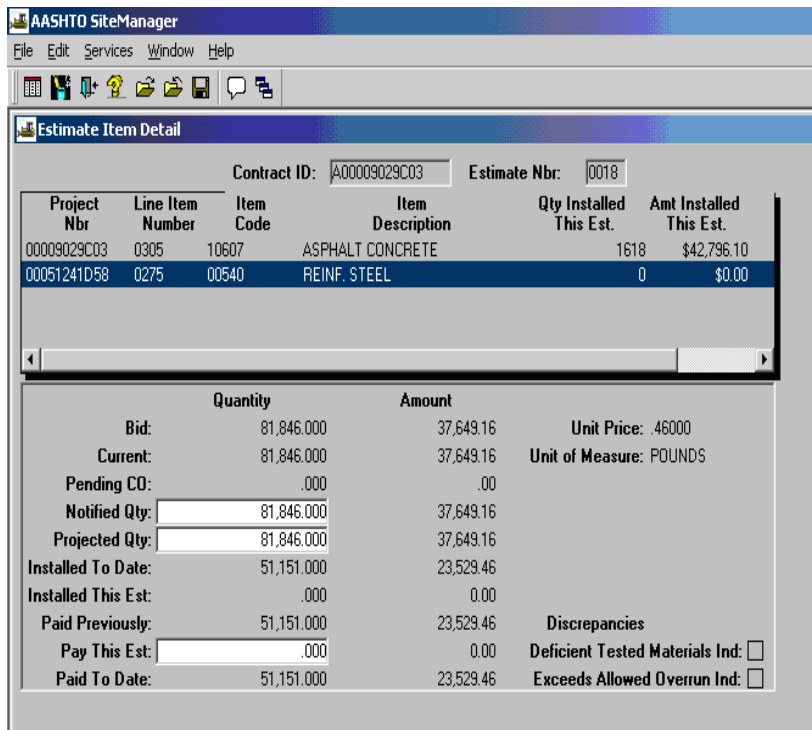 AASHTO SiteManager
File Edit Services Window Help
Estimate Item Detail
Contract ID: A00009029C03 Estimate Nbr: 0018
Project Nbr Line Item Number Item Code Item Description Qty Installed This Est. Amt Installed This Est.
00009029C03 0305 10607 ASPHALT CONCRETE 1618 $42,796.10
00051241D58 0275 00540 REINF. STEEL 0 $0.00
Quantity Amount
Bid: 81,846.000 37,649.16 Unit Price: .46000
Current: 81,846.000 37,649.16 Unit of Measure: POUNDS
Pending CO: .000 .00
Notified Qty: 81,846.000 37,649.16
Projected Qty: 81,846.000 37,649.16
Installed To Date: 51,151.000 23,529.46
Installed This Est: .000 0.00
Paid Previously: 51,151.000 23,529.46 Discrepancies
Pay This Est: .000 0.00 Deficient Tested Materials Ind:
Paid To Date: 51,151.000 23,529.46 Exceeds Allowed Overrun Ind: